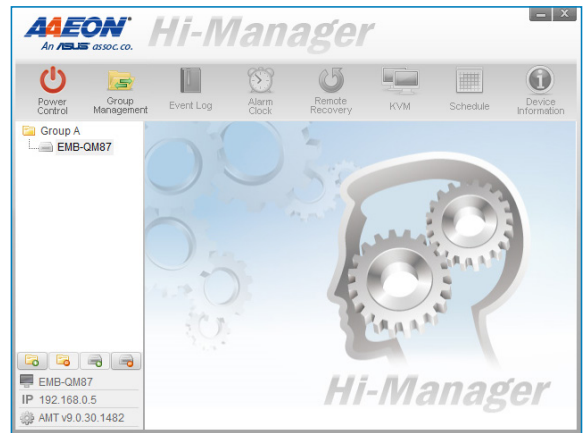 AAEON
An ASUS assoc. co.
Hi-Manager
Power Control
Group Management
Event Log
Alarm Clock
Remote Recovery
KVM
Schedule
Device Information
Group A
EMB-QM87
EMB-QM87
IP 192.168.0.5
AMT v9.0.30.1482
Hi-Manager